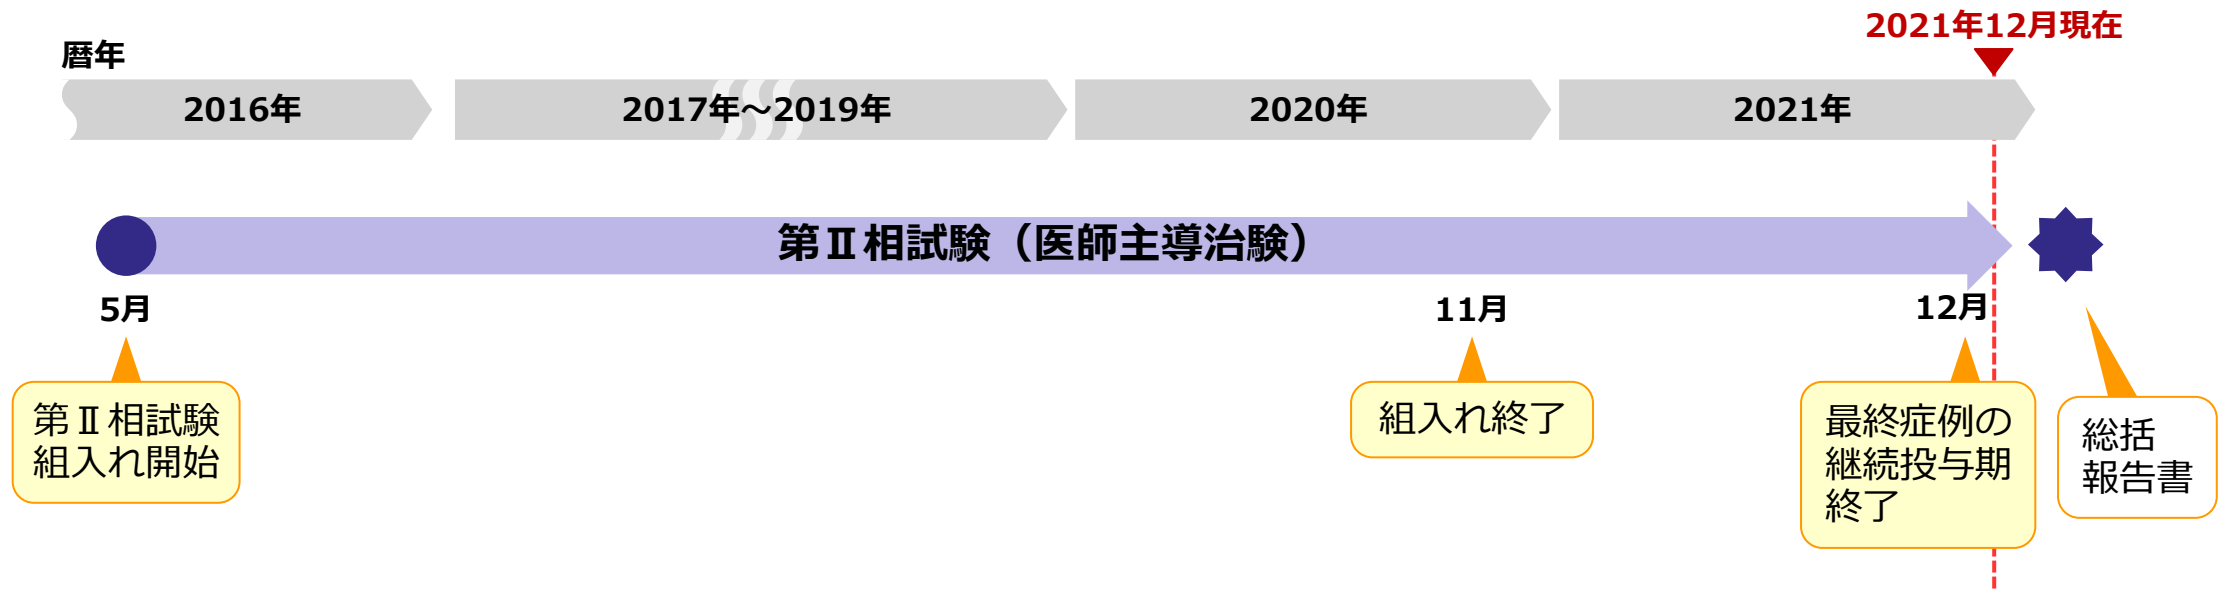 2021年12月現在
暦年
2016年
2017年～2019年
2020年
2021年
第Ⅱ相試験（医師主導治験）
5月
11月
12月
第Ⅱ相試験
組入れ開始
組入れ終了
最終症例の
継続投与期
終了
総括
報告書